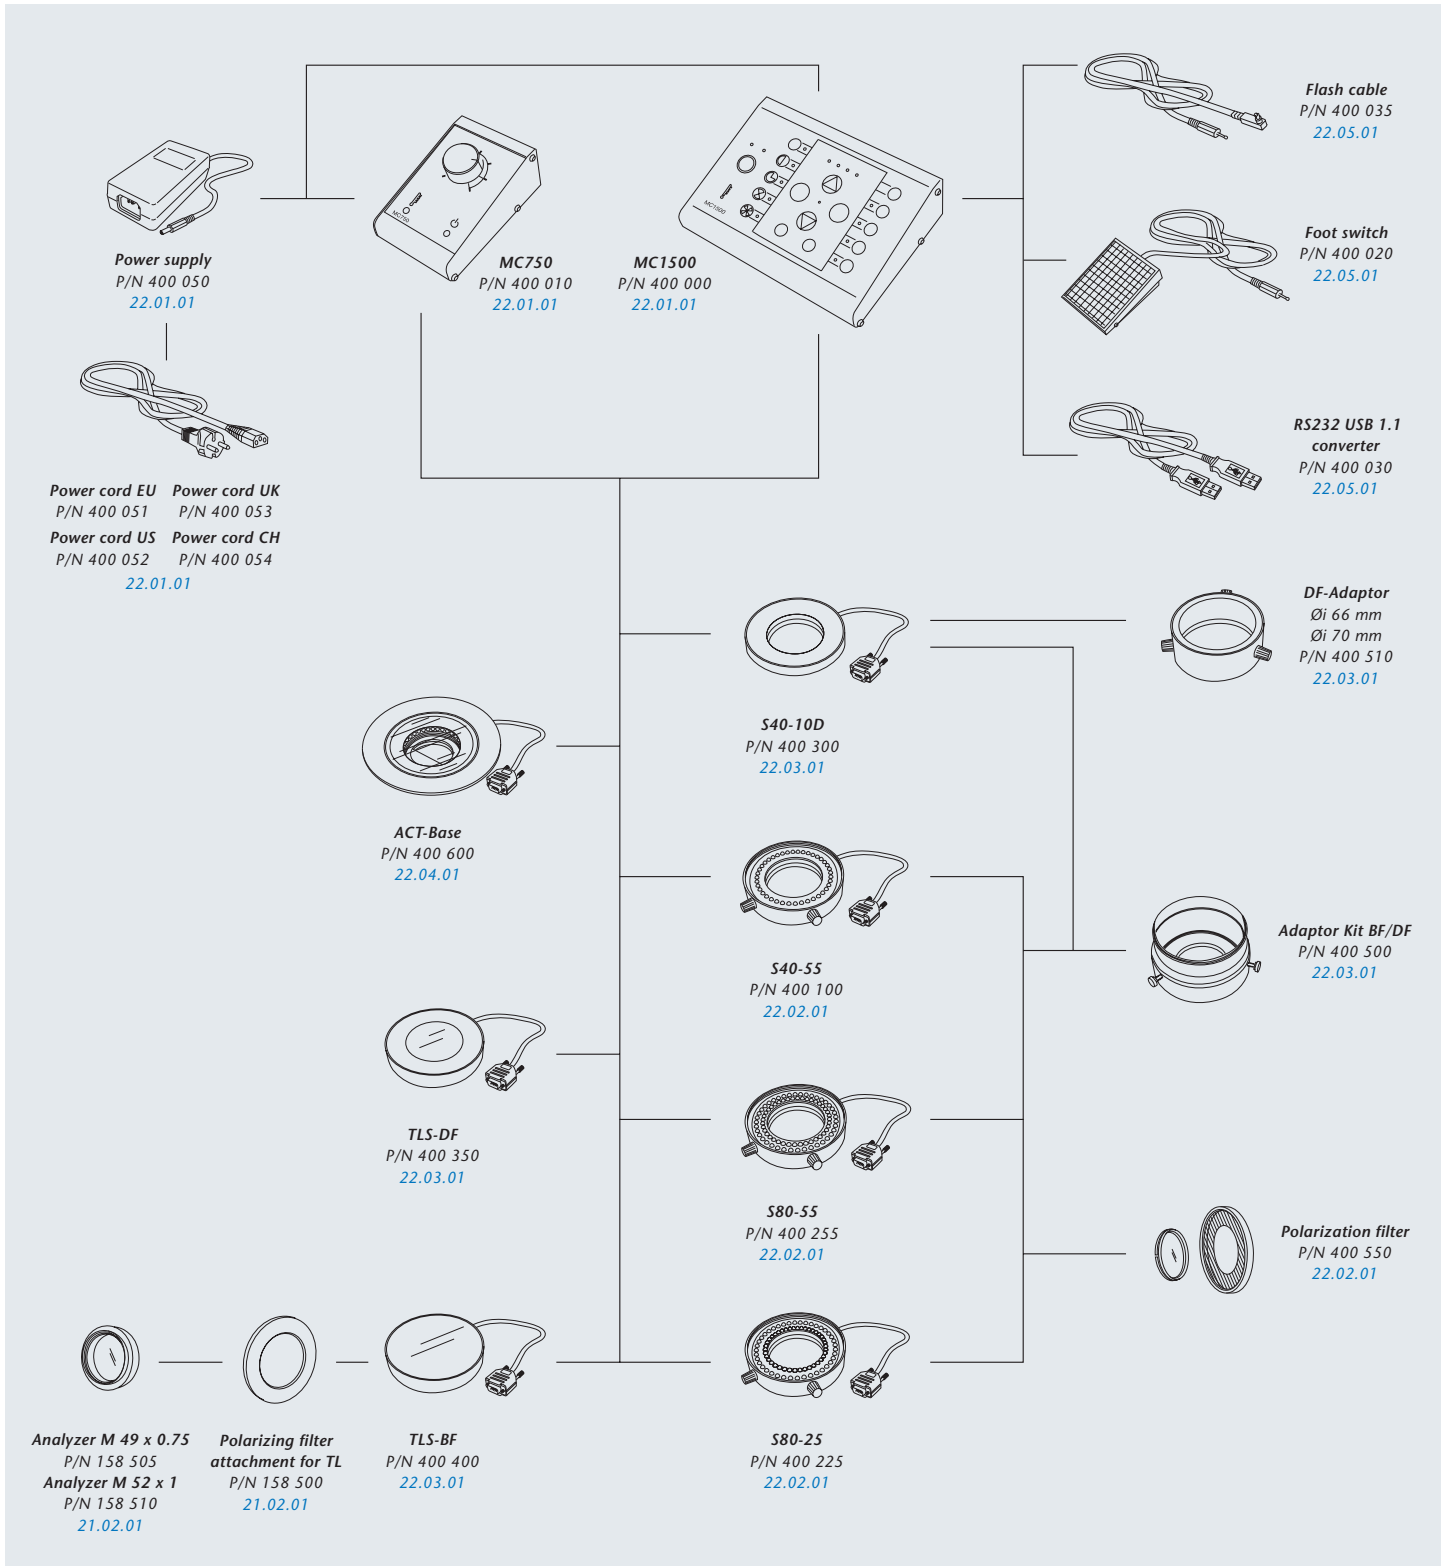 Flash cable
P/N 400 035
22.05.01
MC750
MC1500
Power supply
P/N 400 050
22.01.01
MC750
P/N 400 010
22.01.01
MC1500
P/N 400 000
22.01.01
Foot switch
P/N 400 020
22.05.01
RS232 USB 1.1
converter
P/N 400 030
22.05.01
Power cord EU
P/N 400 051
Power cord UK
P/N 400 053
Power cord US
P/N 400 052
Power cord CH
P/N 400 054
22.01.01
DF-Adaptor
Øi 66 mm
Øi 70 mm
P/N 400 510
22.03.01
S40-10D
P/N 400 300
22.03.01
ACT-Base
P/N 400 600
22.04.01
S40-55
P/N 400 100
22.02.01
Adaptor Kit BF/DF
P/N 400 500
22.03.01
TLS-DF
P/N 400 350
22.03.01
S80-55
P/N 400 255
22.02.01
Polarization filter
P/N 400 550
22.02.01
Analyzer M 49 x 0.75
P/N 158 505
Analyzer M 52 x 1
P/N 158 510
21.02.01
Polarizing filter
attachment for TL
P/N 158 500
21.02.01
TLS-BF
P/N 400 400
22.03.01
S80-25
P/N 400 225
22.02.01